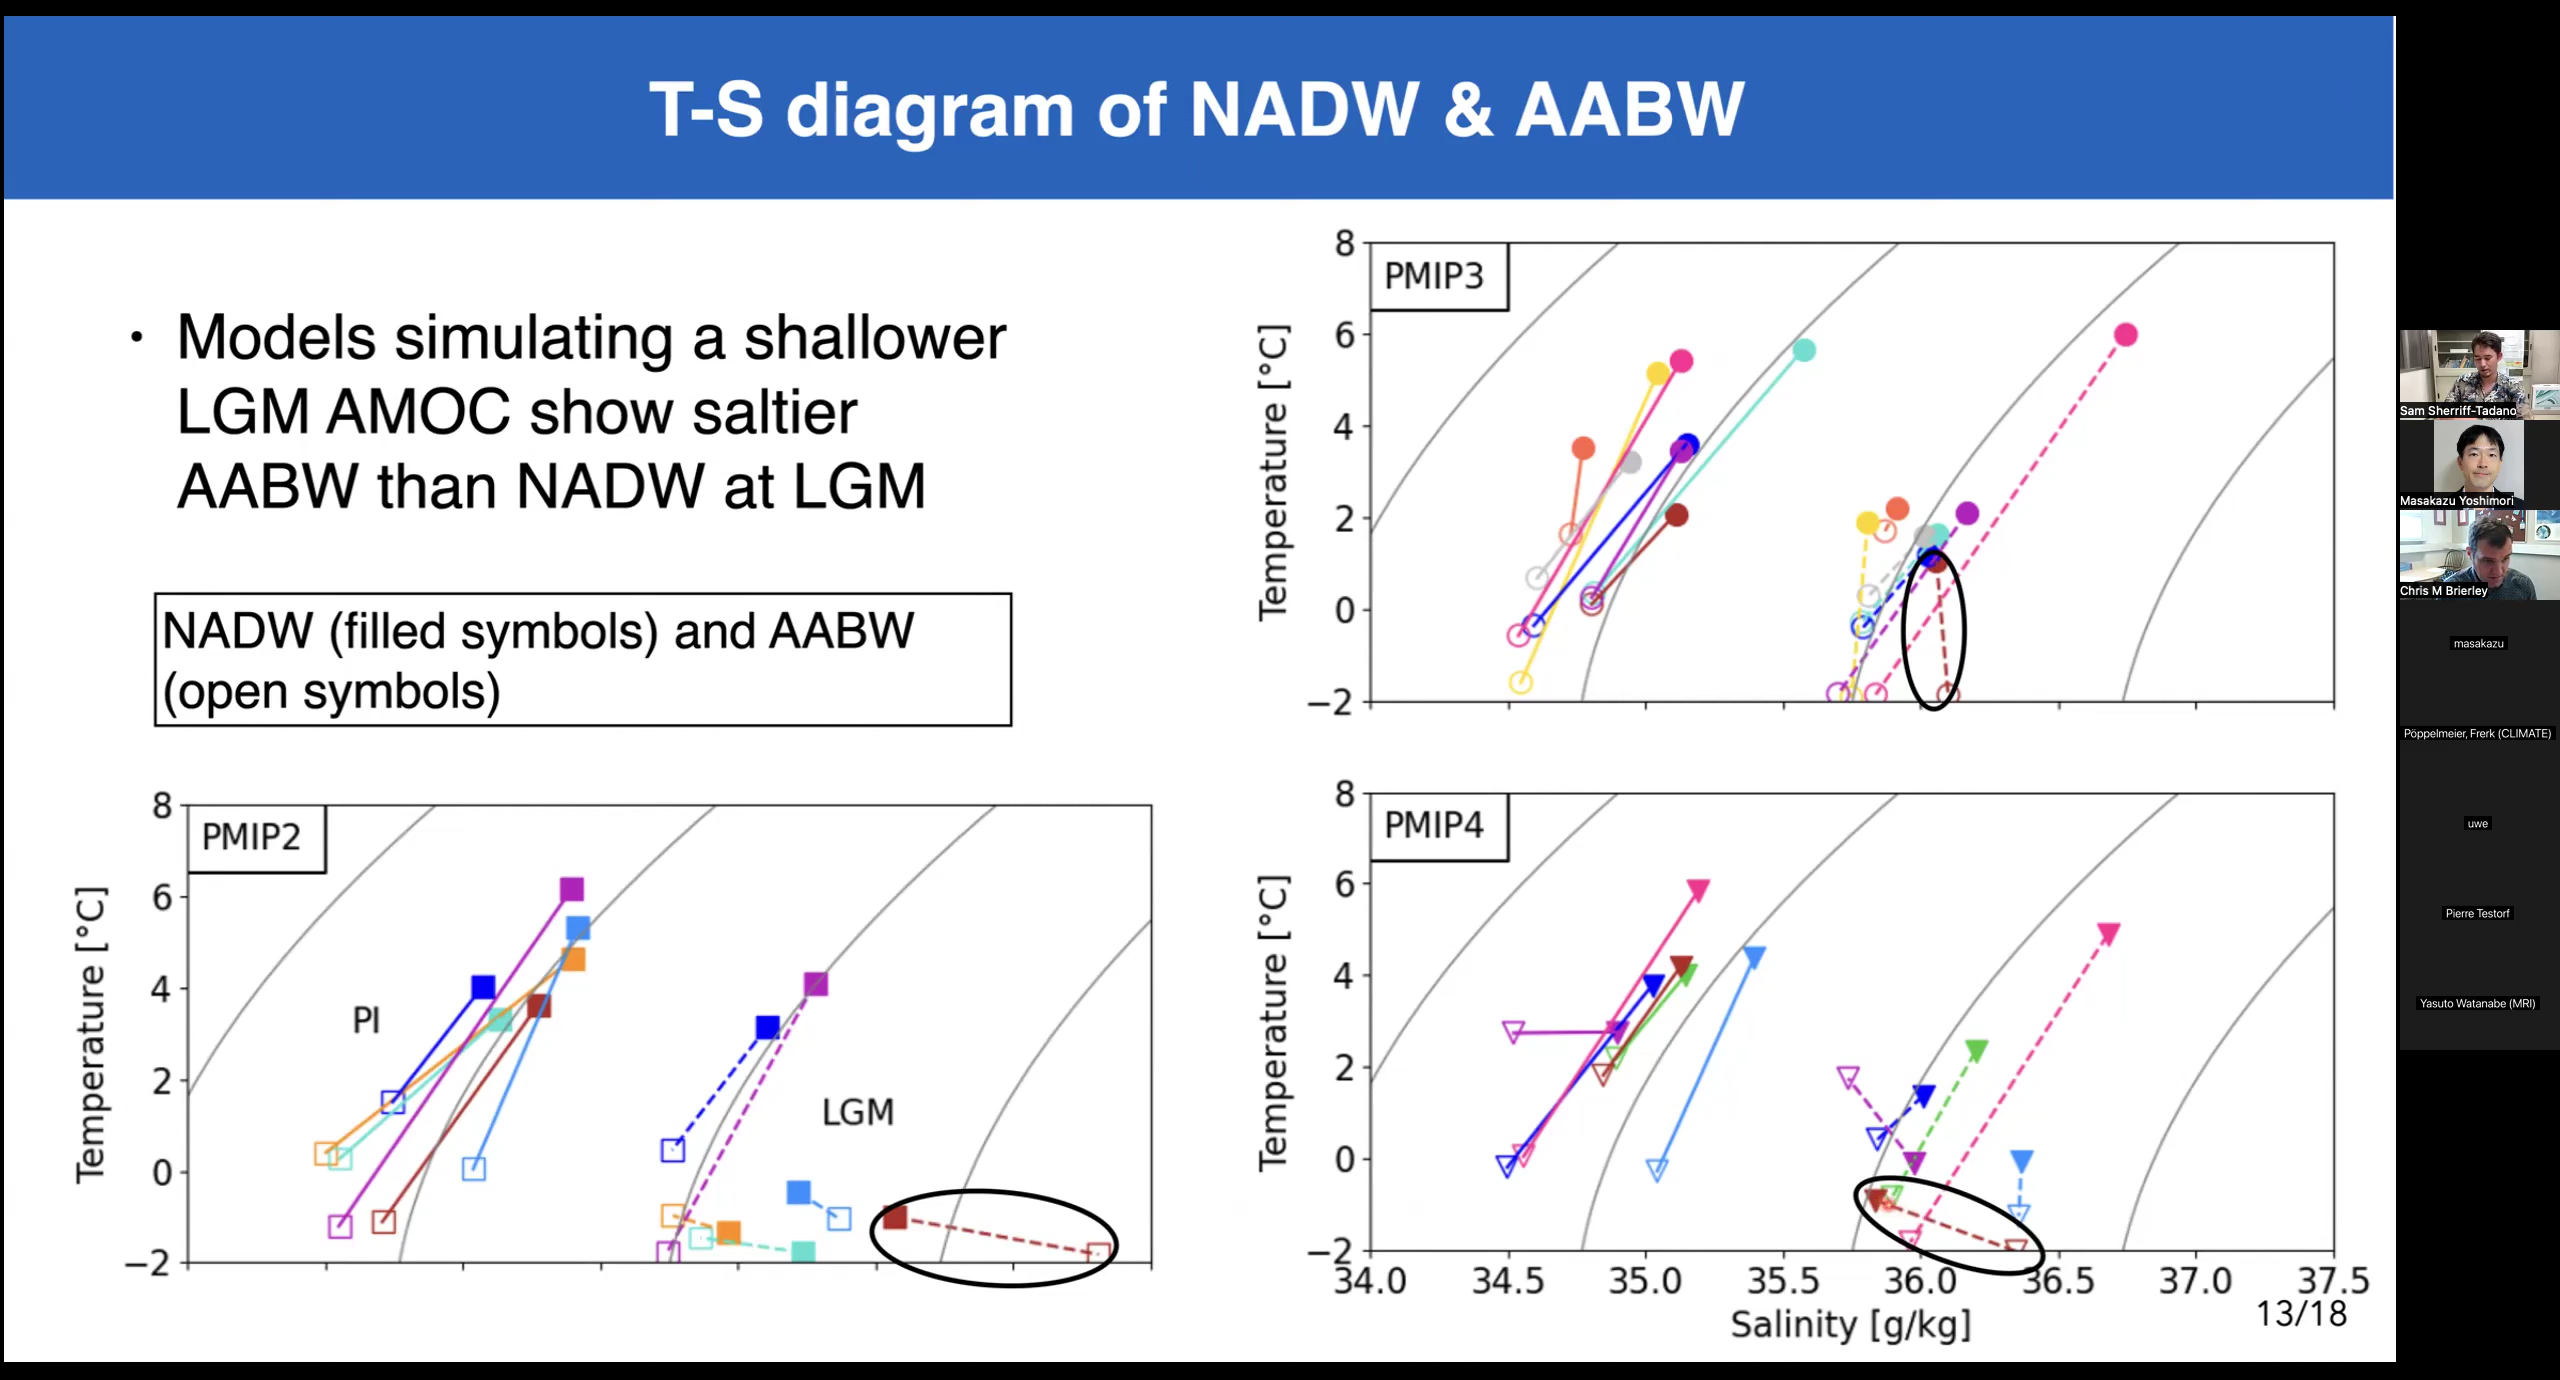 T-S diagram of NADW & AABW
・ Models simulating a shallower
LGM AMOC show saltier
AABW than NADW at LGM
NADW (filled symbols) and AABW
(open symbols)
PMIP3
Temperature [°C]
8
6
4
2
0
−2
PMIP2
Temperature [°C]
8
6
4
2
0
−2
PI
LGM
PMIP4
Temperature [°C]
8
6
4
2
0
−2
34.0 34.5 35.0 35.5 36.0 36.5 37.0 37.5
Salinity [g/kg]
13/18
Sam Sherriff-Tadano
Masakazu Yoshimori
Chris M Brierley
masakazu
Pöppelmeier, Frerk (CLIMATE)
uwe
Pierre Testorf
Yasuto Watanabe (MRI)